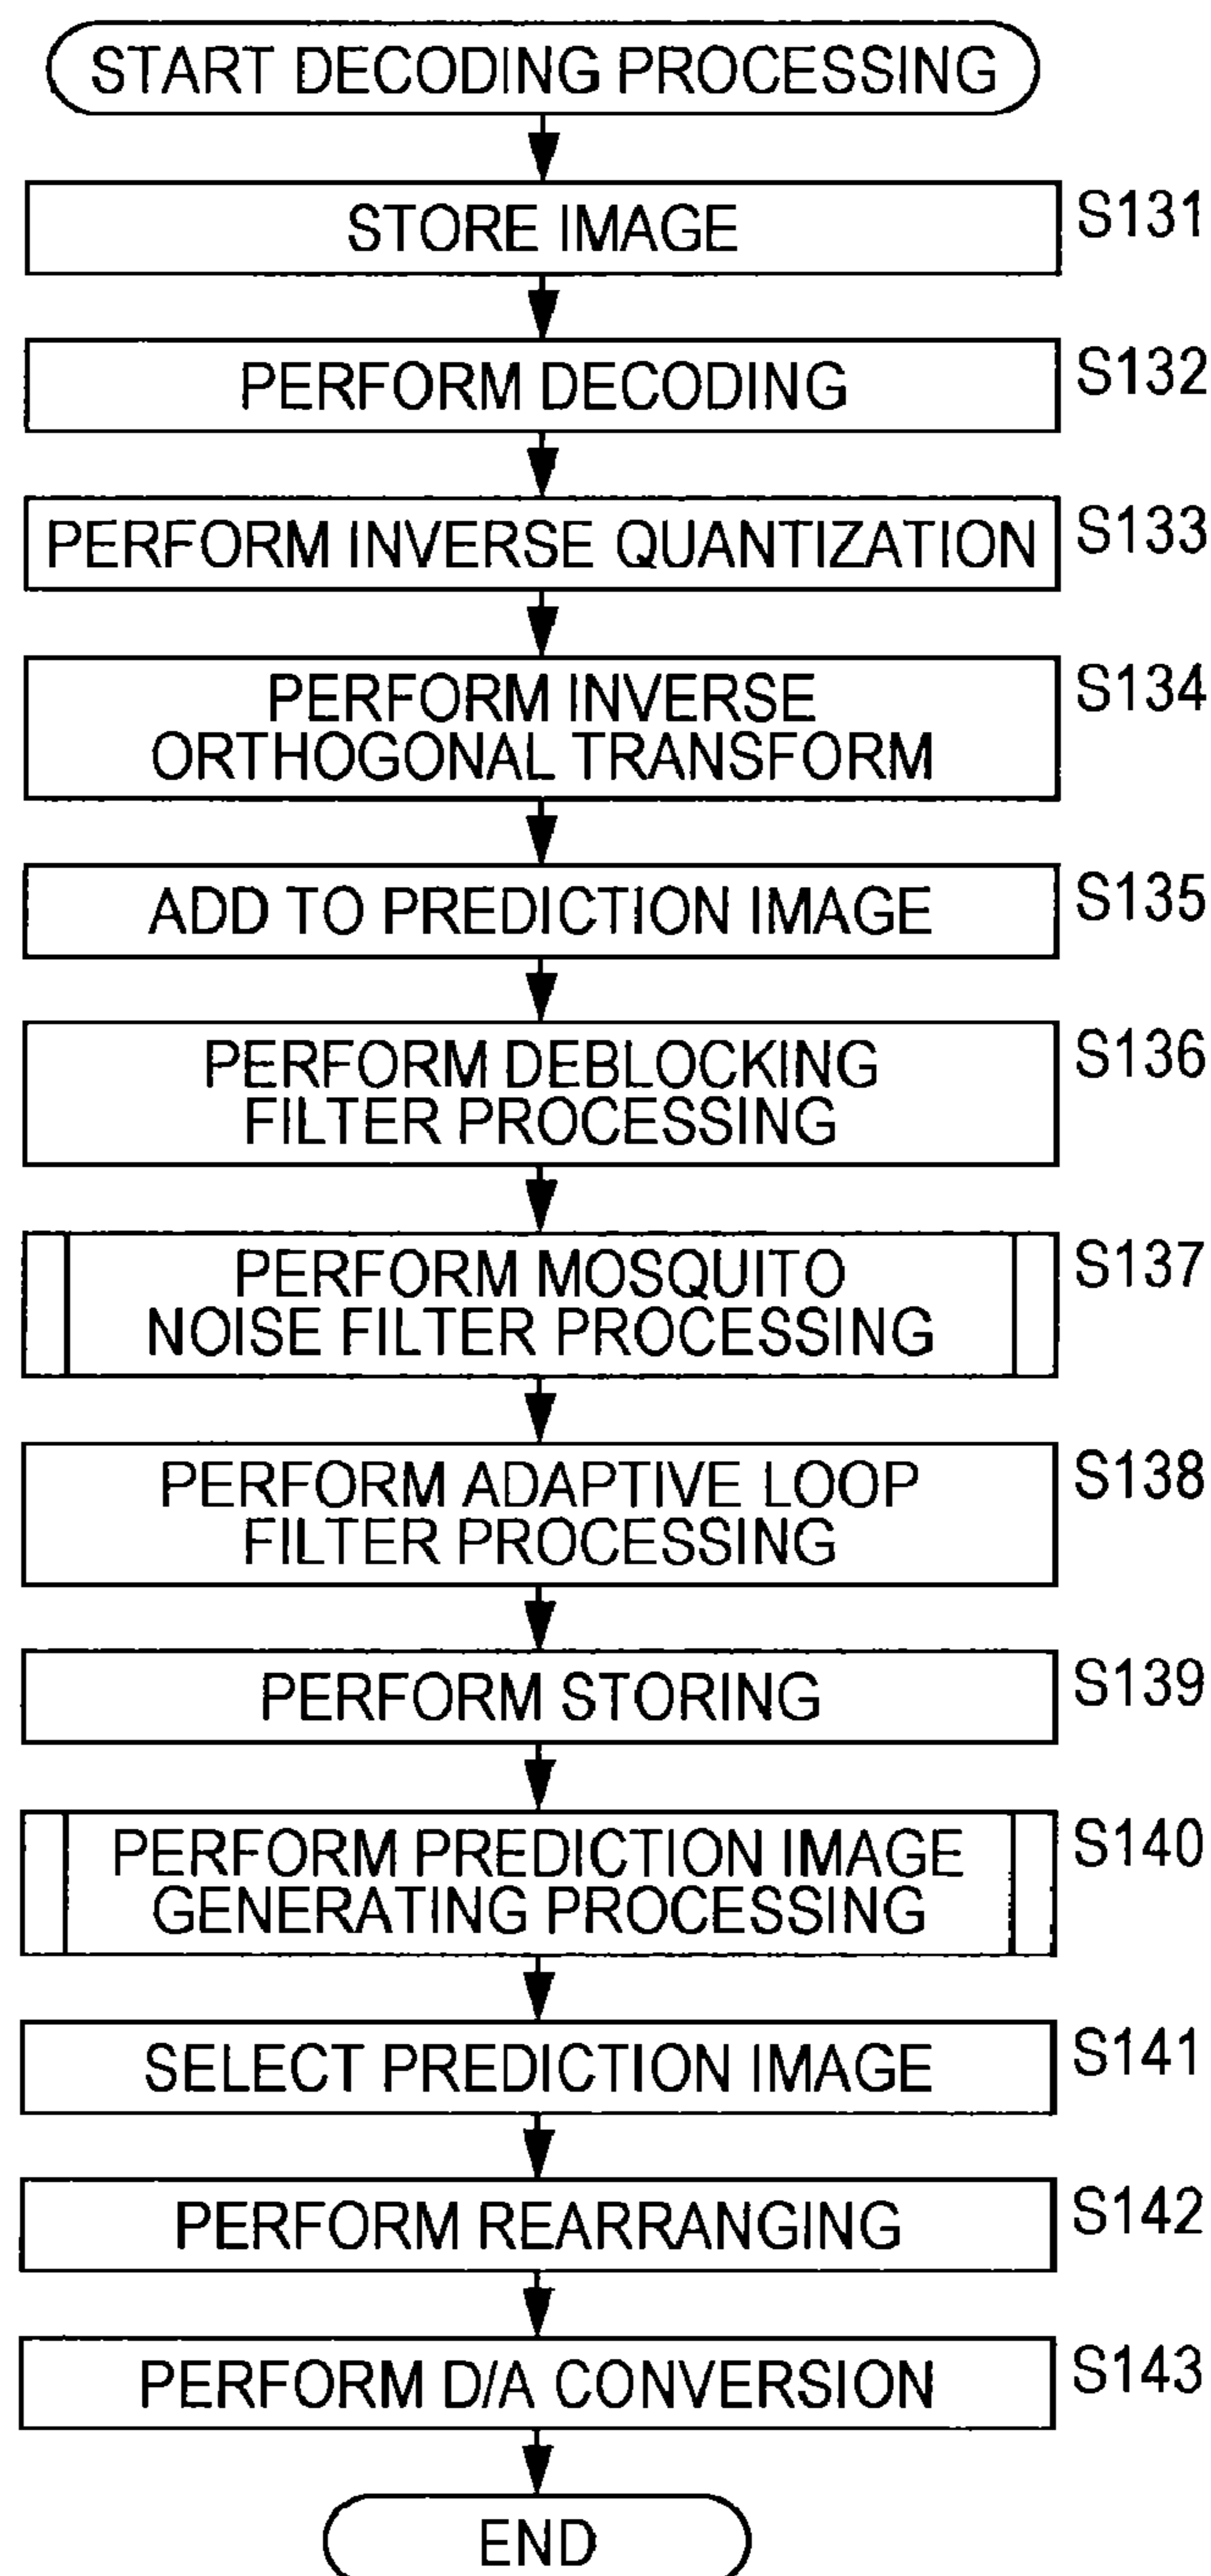 START DECODING PROCESSING
STORE IMAGE
S131
PERFORM DECODING
S132
PERFORM INVERSE QUANTIZATION
S133
PERFORM INVERSE
ORTHOGONAL TRANSFORM
S134
ADD TO PREDICTION IMAGE
S135
PERFORM DEBLOCKING
FILTER PROCESSING
S136
PERFORM MOSQUITO
NOISE FILTER PROCESSING
S137
PERFORM ADAPTIVE LOOP
FILTER PROCESSING
S138
PERFORM STORING
S139
PERFORM PREDICTION IMAGE
GENERATING PROCESSING
S140
SELECT PREDICTION IMAGE
S141
PERFORM REARRANGING
S142
PERFORM D/A CONVERSION
S143
END